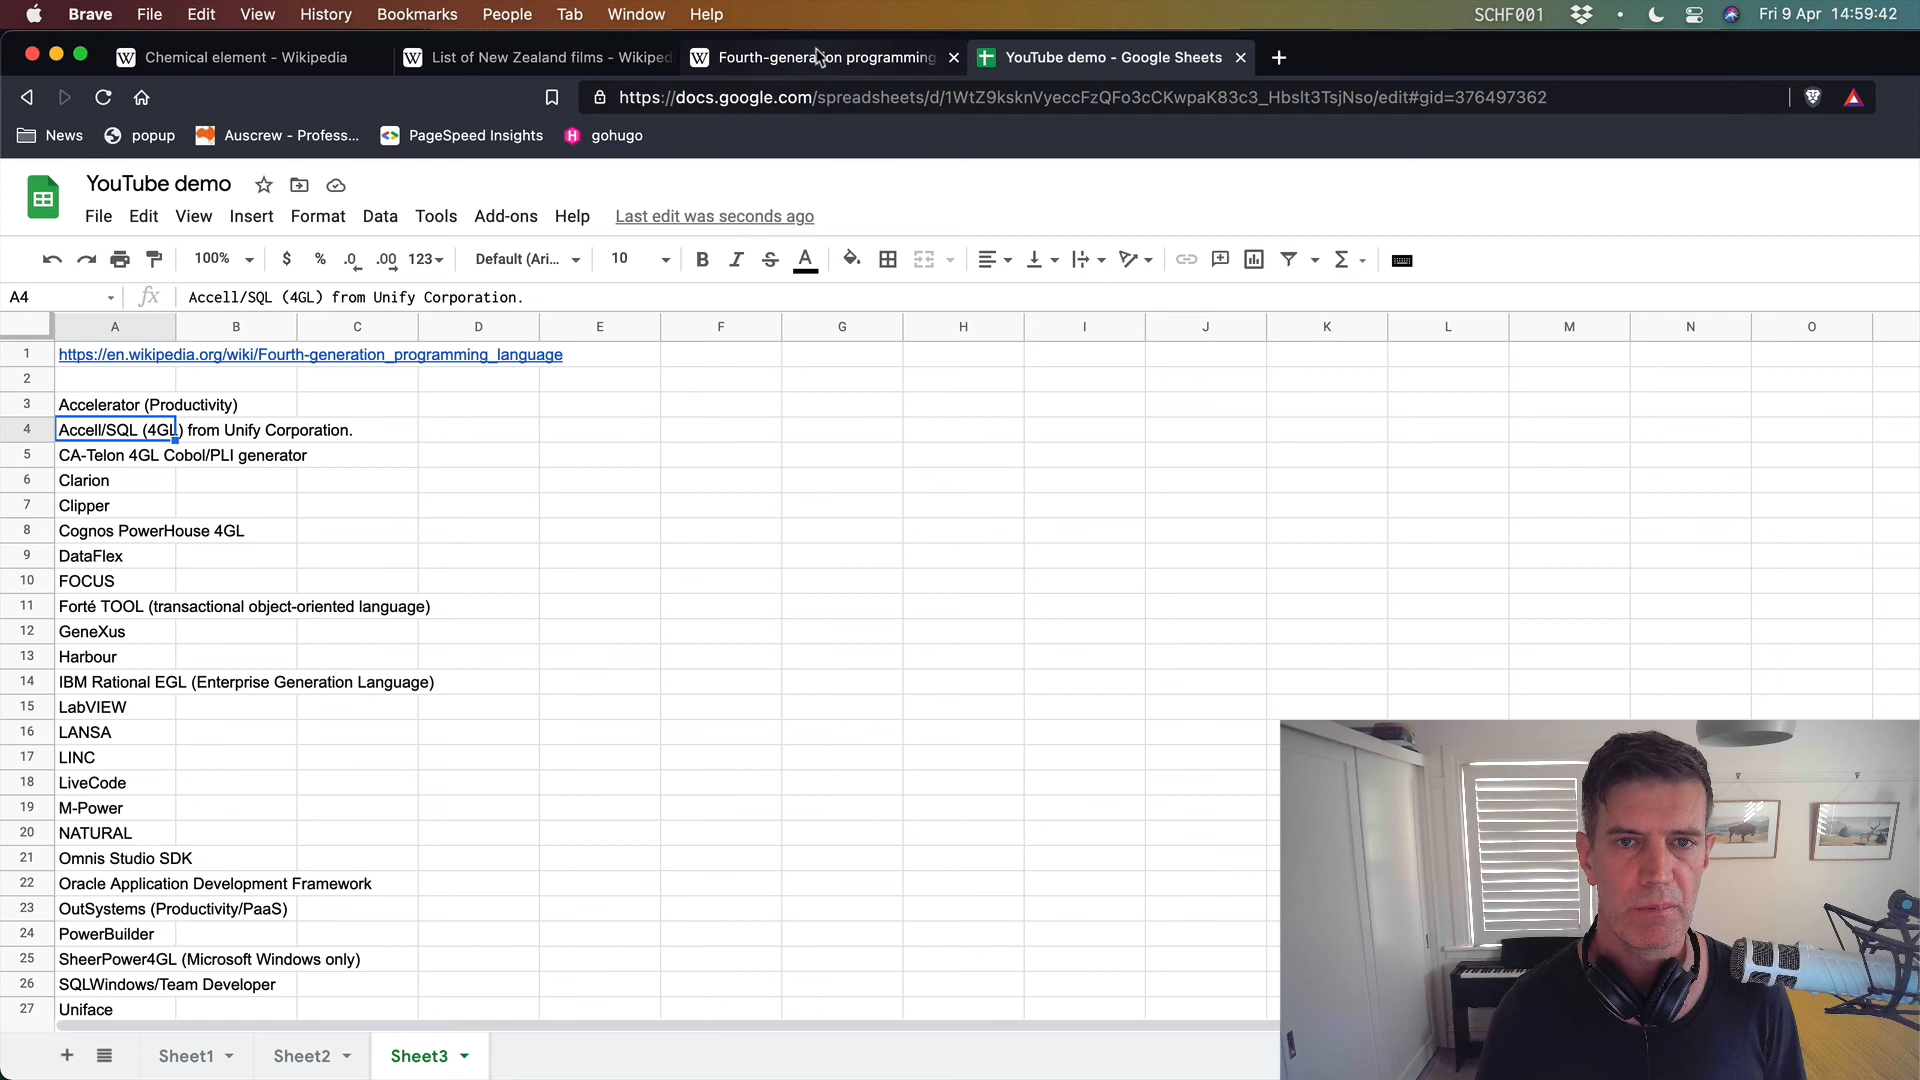 Brave File Edit View History Bookmarks People Tab Window Help SCHF001 Fri 9 Apr 14:59:42
Chemical element - Wikipedia List of New Zealand films - Wikiped Fourth-generation programming YouTube demo - Google Sheets
https://docs.google.com/spreadsheets/d/1WtZ9ksknVyeccFzQFo3cCKwpaK83c3_Hbslt3TsjNso/edit#gid=376497362
News popup Auscrew - Profess... PageSpeed Insights gohugo
YouTube demo
File Edit View Insert Format Data Tools Add-ons Help Last edit was seconds ago
100% $ % .0 .00 123 Default (Ari... 10 B I S A
A4 fx Accell/SQL (4GL) from Unify Corporation.
A B C D E F G H I J K L M N O
1 https://en.wikipedia.org/wiki/Fourth-generation_programming_language
2
3 Accelerator (Productivity)
4 Accell/SQL (4GL) from Unify Corporation.
5 CA-Telon 4GL Cobol/PLI generator
6 Clarion
7 Clipper
8 Cognos PowerHouse 4GL
9 DataFlex
10 FOCUS
11 Forté TOOL (transactional object-oriented language)
12 GeneXus
13 Harbour
14 IBM Rational EGL (Enterprise Generation Language)
15 LabVIEW
16 LANSA
17 LINC
18 LiveCode
19 M-Power
20 NATURAL
21 Omnis Studio SDK
22 Oracle Application Development Framework
23 OutSystems (Productivity/PaaS)
24 PowerBuilder
25 SheerPower4GL (Microsoft Windows only)
26 SQLWindows/Team Developer
27 Uniface
Sheet1 Sheet2 Sheet3